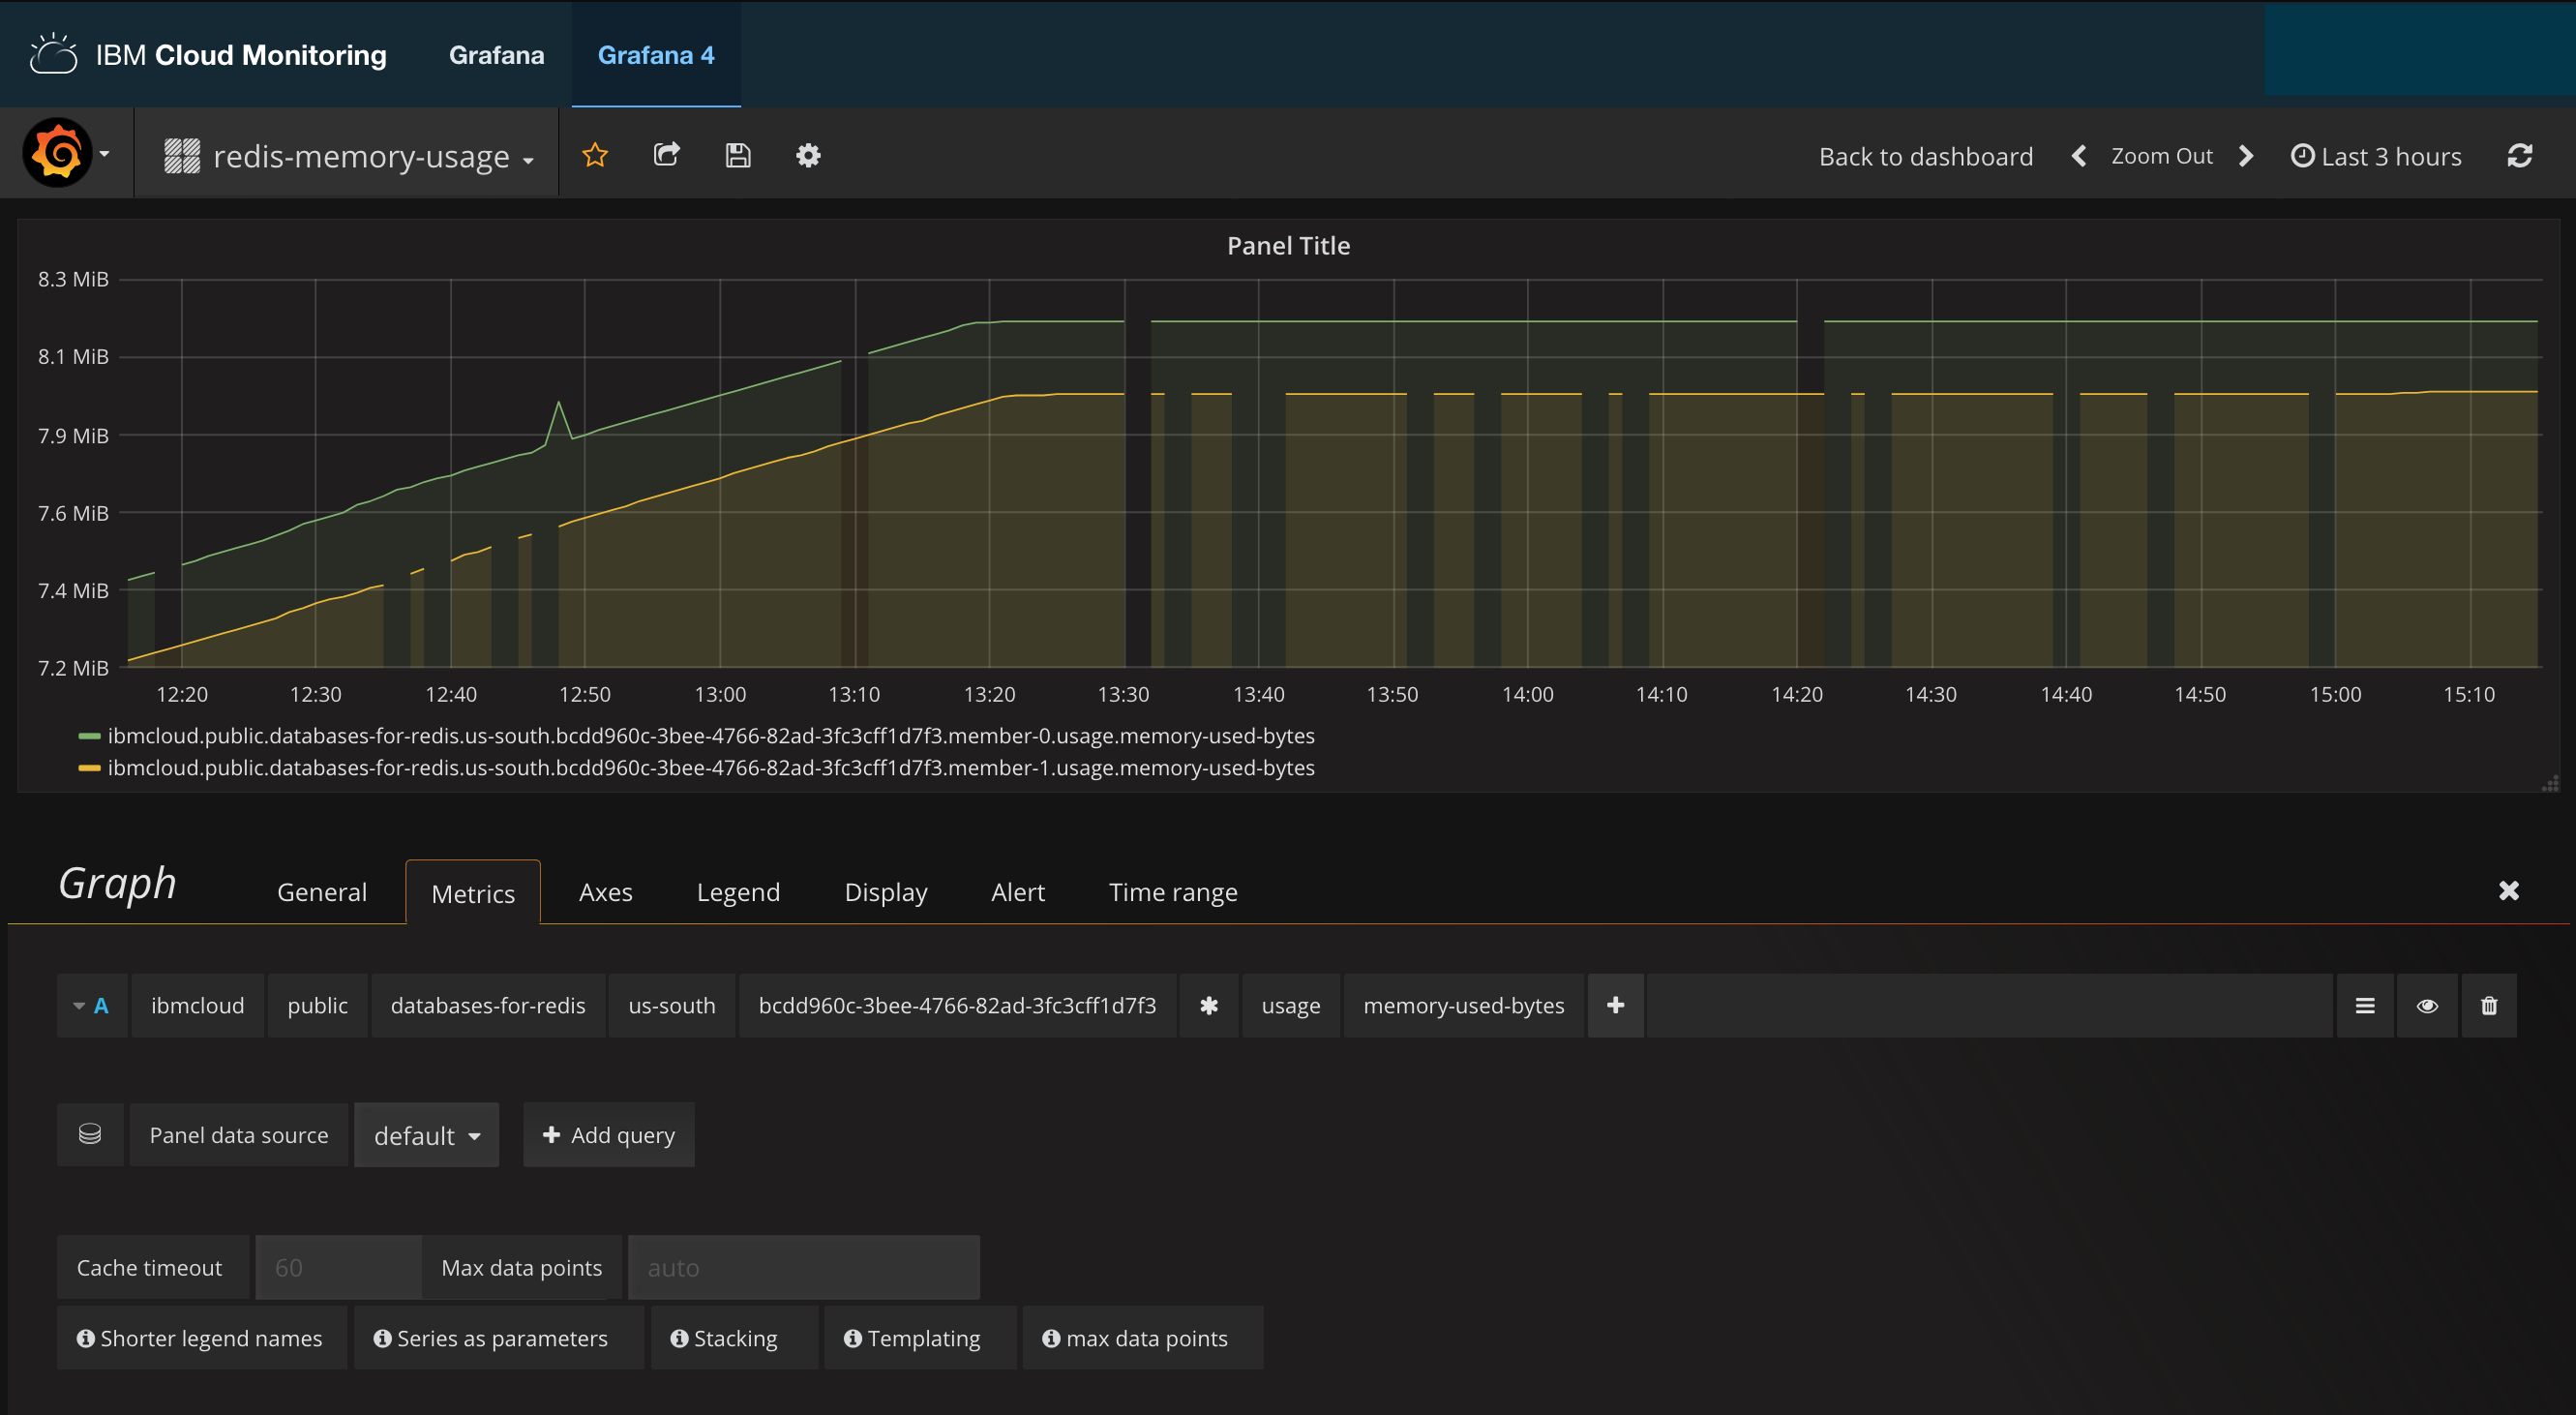 IBM Cloud Monitoring Grafana Grafana 4
redis-memory-usage Back to dashboard Zoom Out Last 3 hours
Panel Title
8.3 MiB
8.1 MiB
7.9 MiB
7.6 MiB
7.4 MiB
7.2 MiB
12:20 12:30 12:40 12:50 13:00 13:10 13:20 13:30 13:40 13:50 14:00 14:10 14:20 14:30 14:40 14:50 15:00 15:10
ibmcloud.public.databases-for-redis.us-south.bcdd960c-3bee-4766-82ad-3fc3cff1d7f3.member-0.usage.memory-used-bytes
ibmcloud.public.databases-for-redis.us-south.bcdd960c-3bee-4766-82ad-3fc3cff1d7f3.member-1.usage.memory-used-bytes
Graph General Metrics Axes Legend Display Alert Time range
A ibmcloud public databases-for-redis us-south bcdd960c-3bee-4766-82ad-3fc3cff1d7f3 * usage memory-used-bytes +
Panel data source default + Add query
Cache timeout 60 Max data points auto
Shorter legend names Series as parameters Stacking Templating max data points